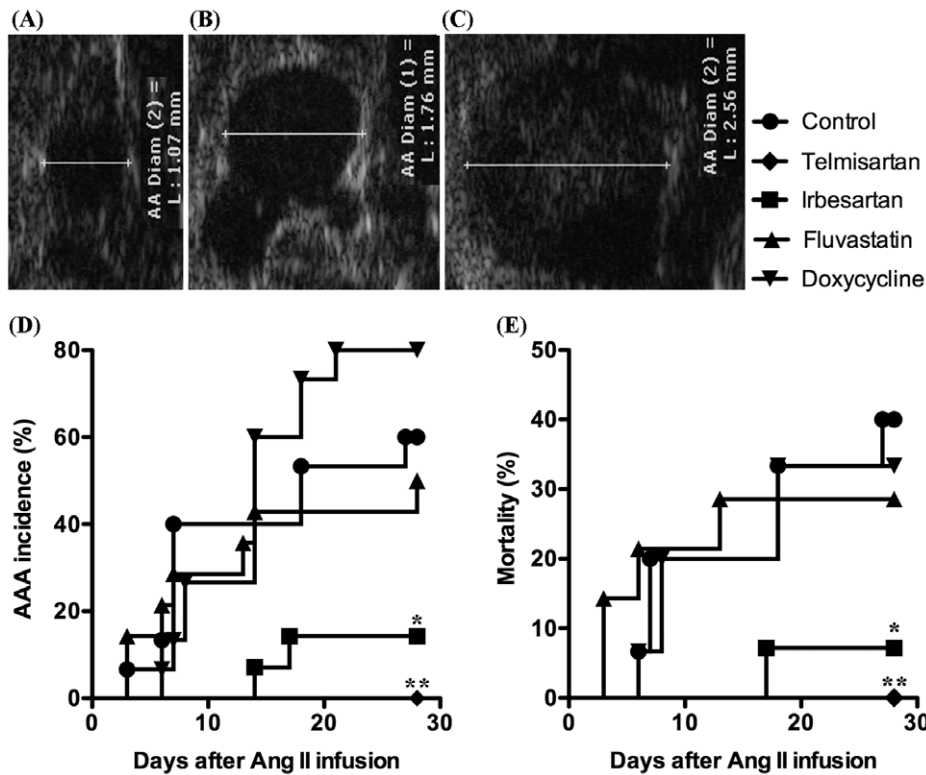 (A)
(B)
(C)
AA Diam (2) =
L : 1.07 mm
AA Diam (1) =
L : 1.76 mm
AA Diam (2) =
L : 2.56 mm
Control
Telmisartan
Irbesartan
Fluvastatin
Doxycycline
(D)
AAA incidence (%)
80
60
40
20
0
0 10 20 30
*
**
Days after Ang II infusion
(E)
Mortality (%)
50
40
30
20
10
0
0 10 20 30
*
**
Days after Ang II infusion